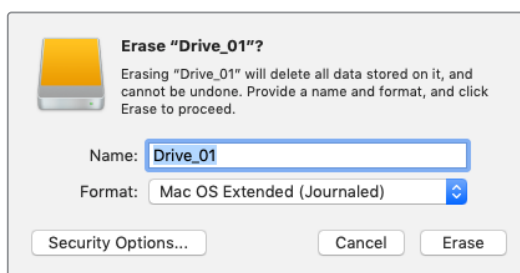 Erase “Drive_01”?
Erasing “Drive_01” will delete all data stored on it, and
cannot be undone. Provide a name and format, and click
Erase to proceed.
Name: Drive_01
Format: Mac OS Extended (Journaled)
Security Options... Cancel Erase